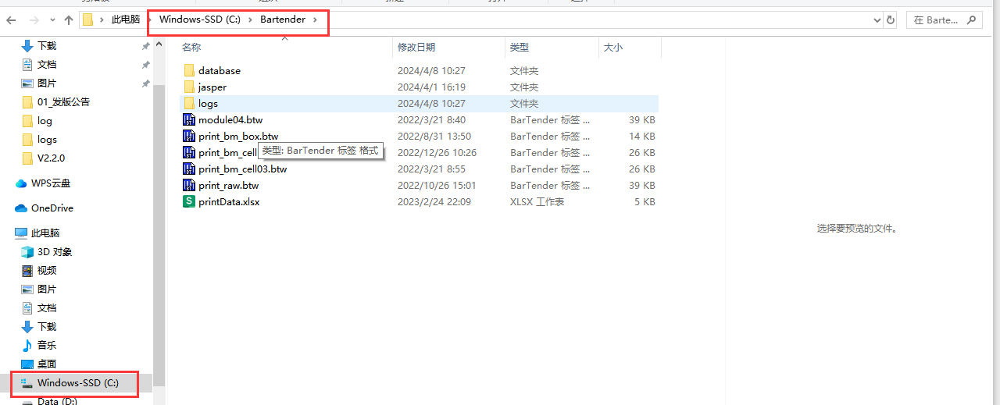 此电脑 Windows-SSD (C:) Bartender 在 Barte...
下载
文档
图片
01_发版公告
log
logs
V2.2.0
WPS云盘
OneDrive
此电脑
3D 对象
视频
图片
文档
下载
音乐
桌面
Windows-SSD (C:)
Data (D:)
名称 修改日期 类型 大小
database 2024/4/8 10:27 文件夹
jasper 2024/4/1 16:19 文件夹
logs 2024/4/8 10:27 文件夹
module04.btw 2022/3/21 8:40 BarTender 标签 ... 39 KB
print_bm_box.btw 2022/8/31 13:50 BarTender 标签 ... 14 KB
print_bm_cell 2022/12/26 10:26 BarTender 标签 ... 26 KB
类型: BarTender 标签 格式
print_bm_cell03.btw 2022/3/21 8:55 BarTender 标签 ... 26 KB
print_raw.btw 2022/10/26 15:01 BarTender 标签 ... 39 KB
printData.xlsx 2023/2/24 22:09 XLSX 工作表 5 KB
选择要预览的文件。